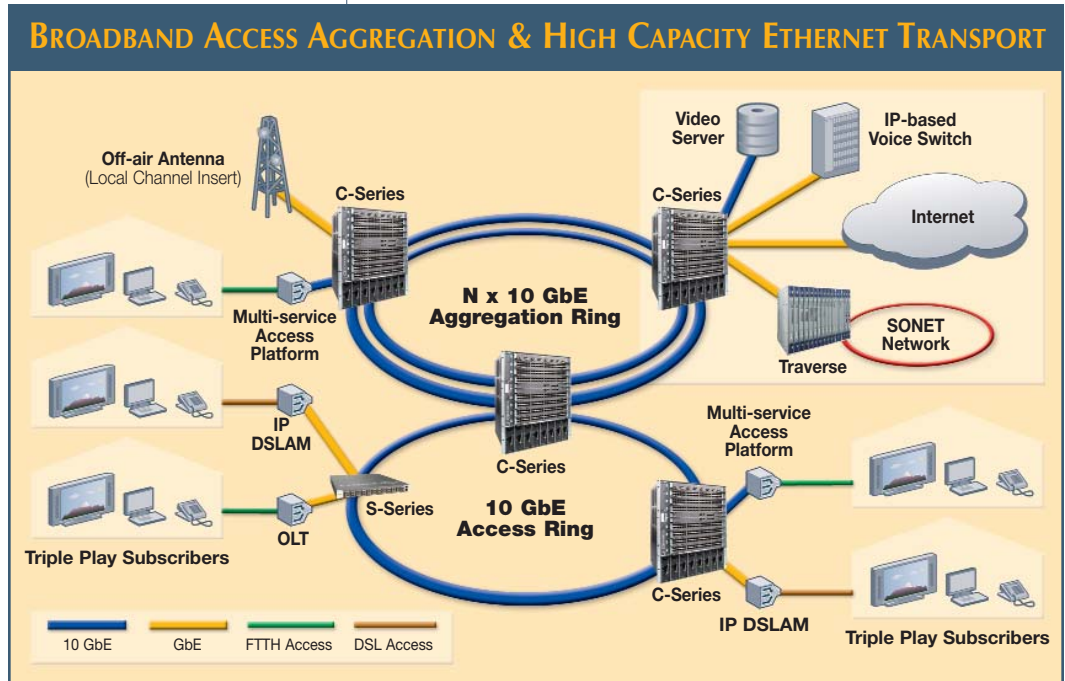 BROADBAND ACCESS AGGREGATION & HIGH CAPACITY ETHERNET TRANSPORT
Off-air Antenna
(Local Channel Insert)
C-Series
Video
Server
IP-based
Voice Switch
C-Series
Internet
Multi-service
Access
Platform
N x 10 GbE
Aggregation Ring
SONET
Network
Traverse
IP
DSLAM
C-Series
Multi-service
Access
Platform
S-Series
OLT
10 GbE
Access Ring
Triple Play Subscribers
C-Series
IP DSLAM
Triple Play Subscribers
10 GbE
GbE
FTTH Access
DSL Access